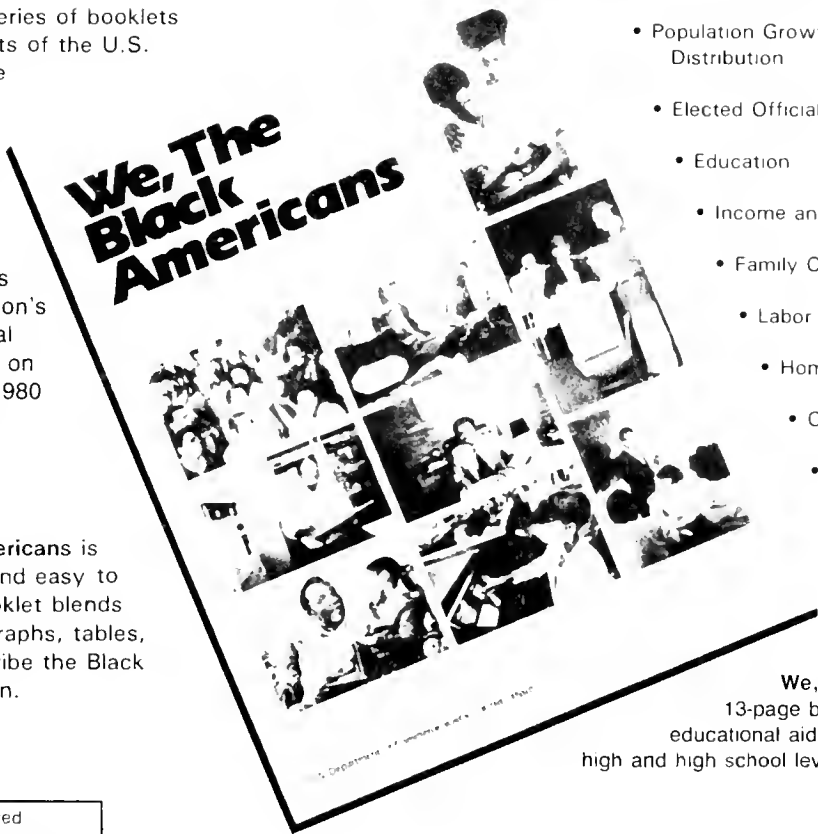 eries of booklets
ts of the U.S.
e
We, The
Black
Americans
s
on's
al
on
980
ericans is
nd easy to
klet blends
raphs, tables,
ribe the Black
n.
ed
• Population Grow
Distribution
• Elected Official
• Education
• Income an
• Family C
• Labor
• Hom
• C
•
We,
13-page b
educational aid
high and high school lev